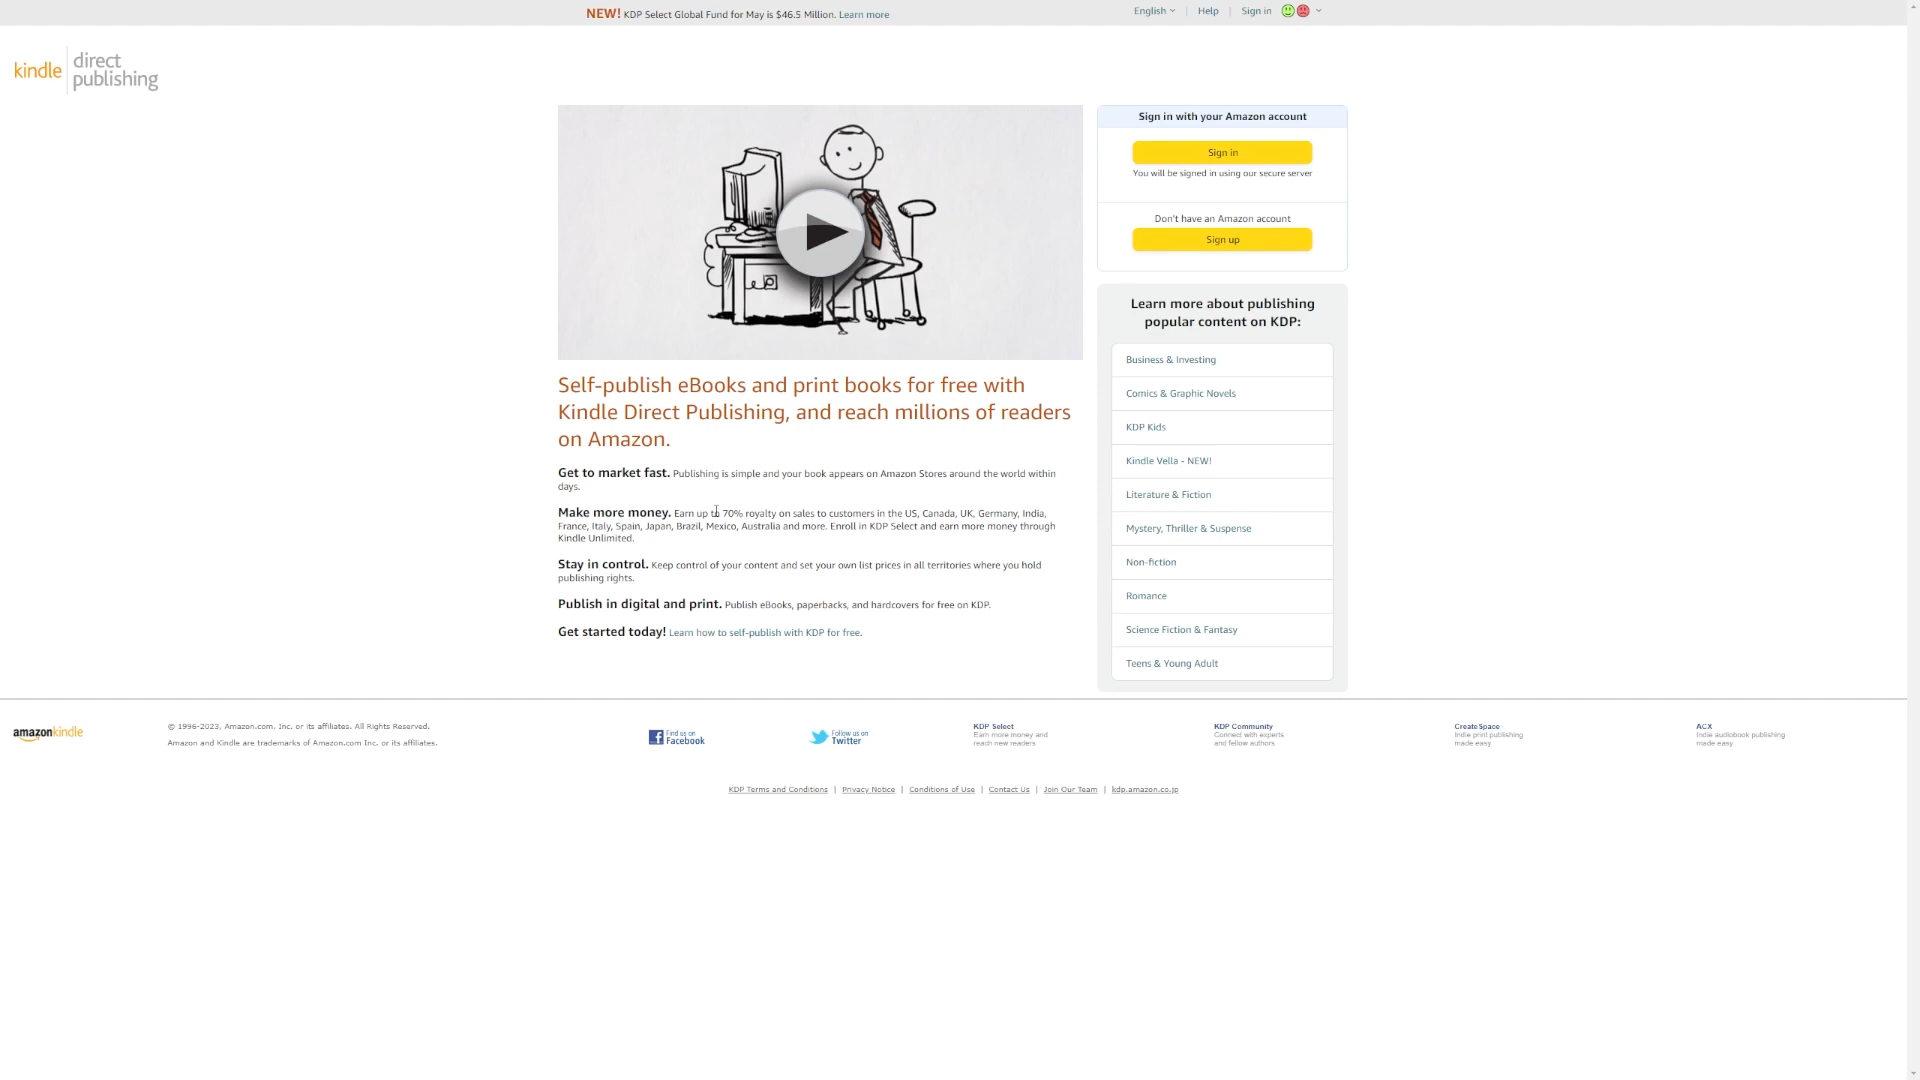 NEW! KDP Select Global Fund for May is $46.5 Million. Learn more
English | Help | Sign in
kindle direct publishing
Sign in with your Amazon account
Sign in
You will be signed in using our secure server
Don't have an Amazon account
Sign up
Self-publish eBooks and print books for free with
Kindle Direct Publishing, and reach millions of readers
on Amazon.
Get to market fast. Publishing is simple and your book appears on Amazon Stores around the world within
days.
Make more money. Earn up to 70% royalty on sales to customers in the US, Canada, UK, Germany, India,
France, Italy, Spain, Japan, Brazil, Mexico, Australia and more. Enroll in KDP Select and earn more money through
Kindle Unlimited.
Stay in control. Keep control of your content and set your own list prices in all territories where you hold
publishing rights.
Publish in digital and print. Publish eBooks, paperbacks, and hardcovers for free on KDP.
Get started today! Learn how to self-publish with KDP for free.
Learn more about publishing
popular content on KDP:
Business & Investing
Comics & Graphic Novels
KDP Kids
Kindle Vella - NEW!
Literature & Fiction
Mystery, Thriller & Suspense
Non-fiction
Romance
Science Fiction & Fantasy
Teens & Young Adult
amazonkindle
© 1996-2023, Amazon.com, Inc. or its affiliates. All Rights Reserved.
Amazon and Kindle are trademarks of Amazon.com Inc. or its affiliates.
Find us on
Facebook
Follow us on
Twitter
KDP Select
Earn more money and
reach new readers
KDP Community
Connect with experts
and fellow authors
CreateSpace
Indie print publishing
made easy
ACX
Indie audiobook publishing
made easy
KDP Terms and Conditions | Privacy Notice | Conditions of Use | Contact Us | Join Our Team | kdp.amazon.co.jp